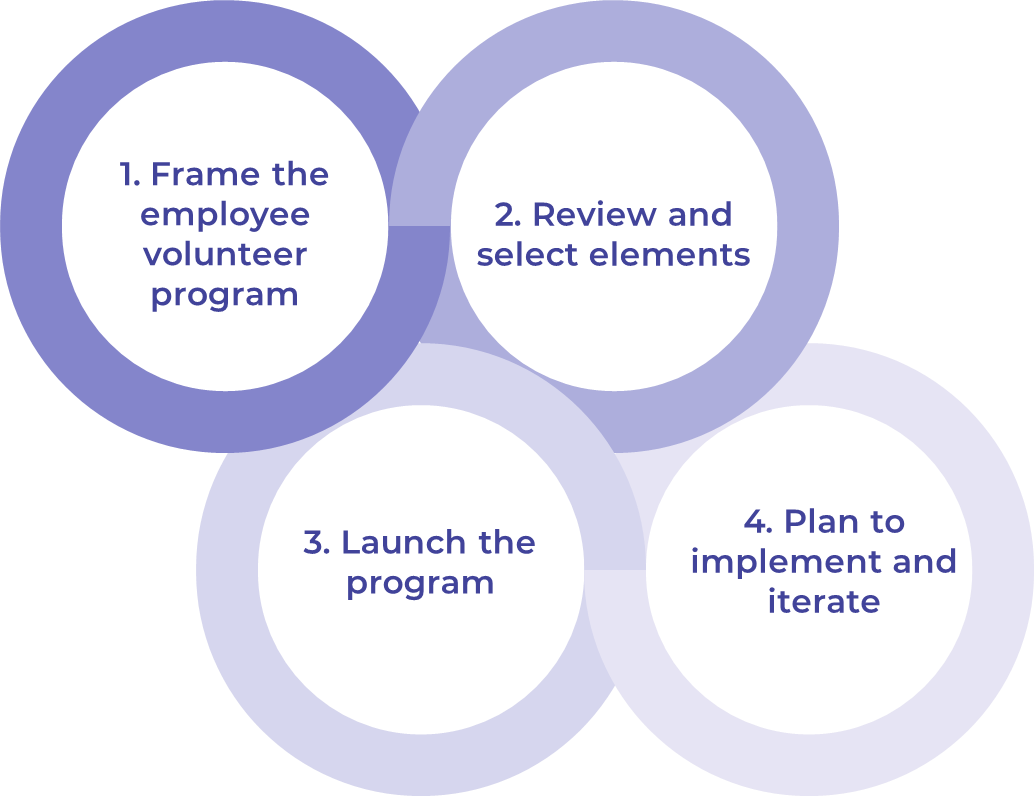 1. Frame the
employee
volunteer
program
2. Review and
select elements
3. Launch the
program
4. Plan to
implement and
iterate